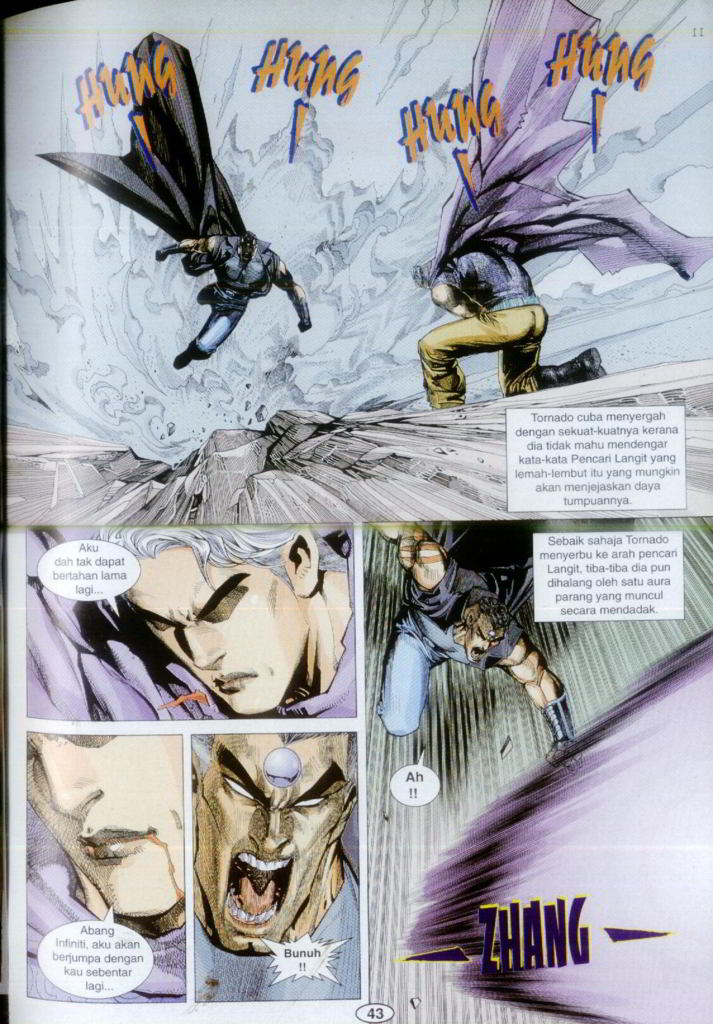 Hung
!
Hung
!
Hung
!
Hung
!
Tornado cuba menyergah
dengan sekuat-kuatnya kerana
dia tidak mahu mendengar
kata-kata Pencari Langit yang
lemah-lembut itu yang mungkin
akan menjejaskan daya
tumpuannya.
Aku
dah tak dapat
bertahan lama
lagi...
Sebaik sahaja Tornado
menyerbu ke arah pencari
Langit, tiba-tiba dia pun
dihalang oleh satu aura
parang yang muncul
secara mendadak.
Ah
!!
Abang
Infiniti, aku akan
berjumpa dengan
kau sebentar
lagi...
Bunuh
!!
ZHANG
43